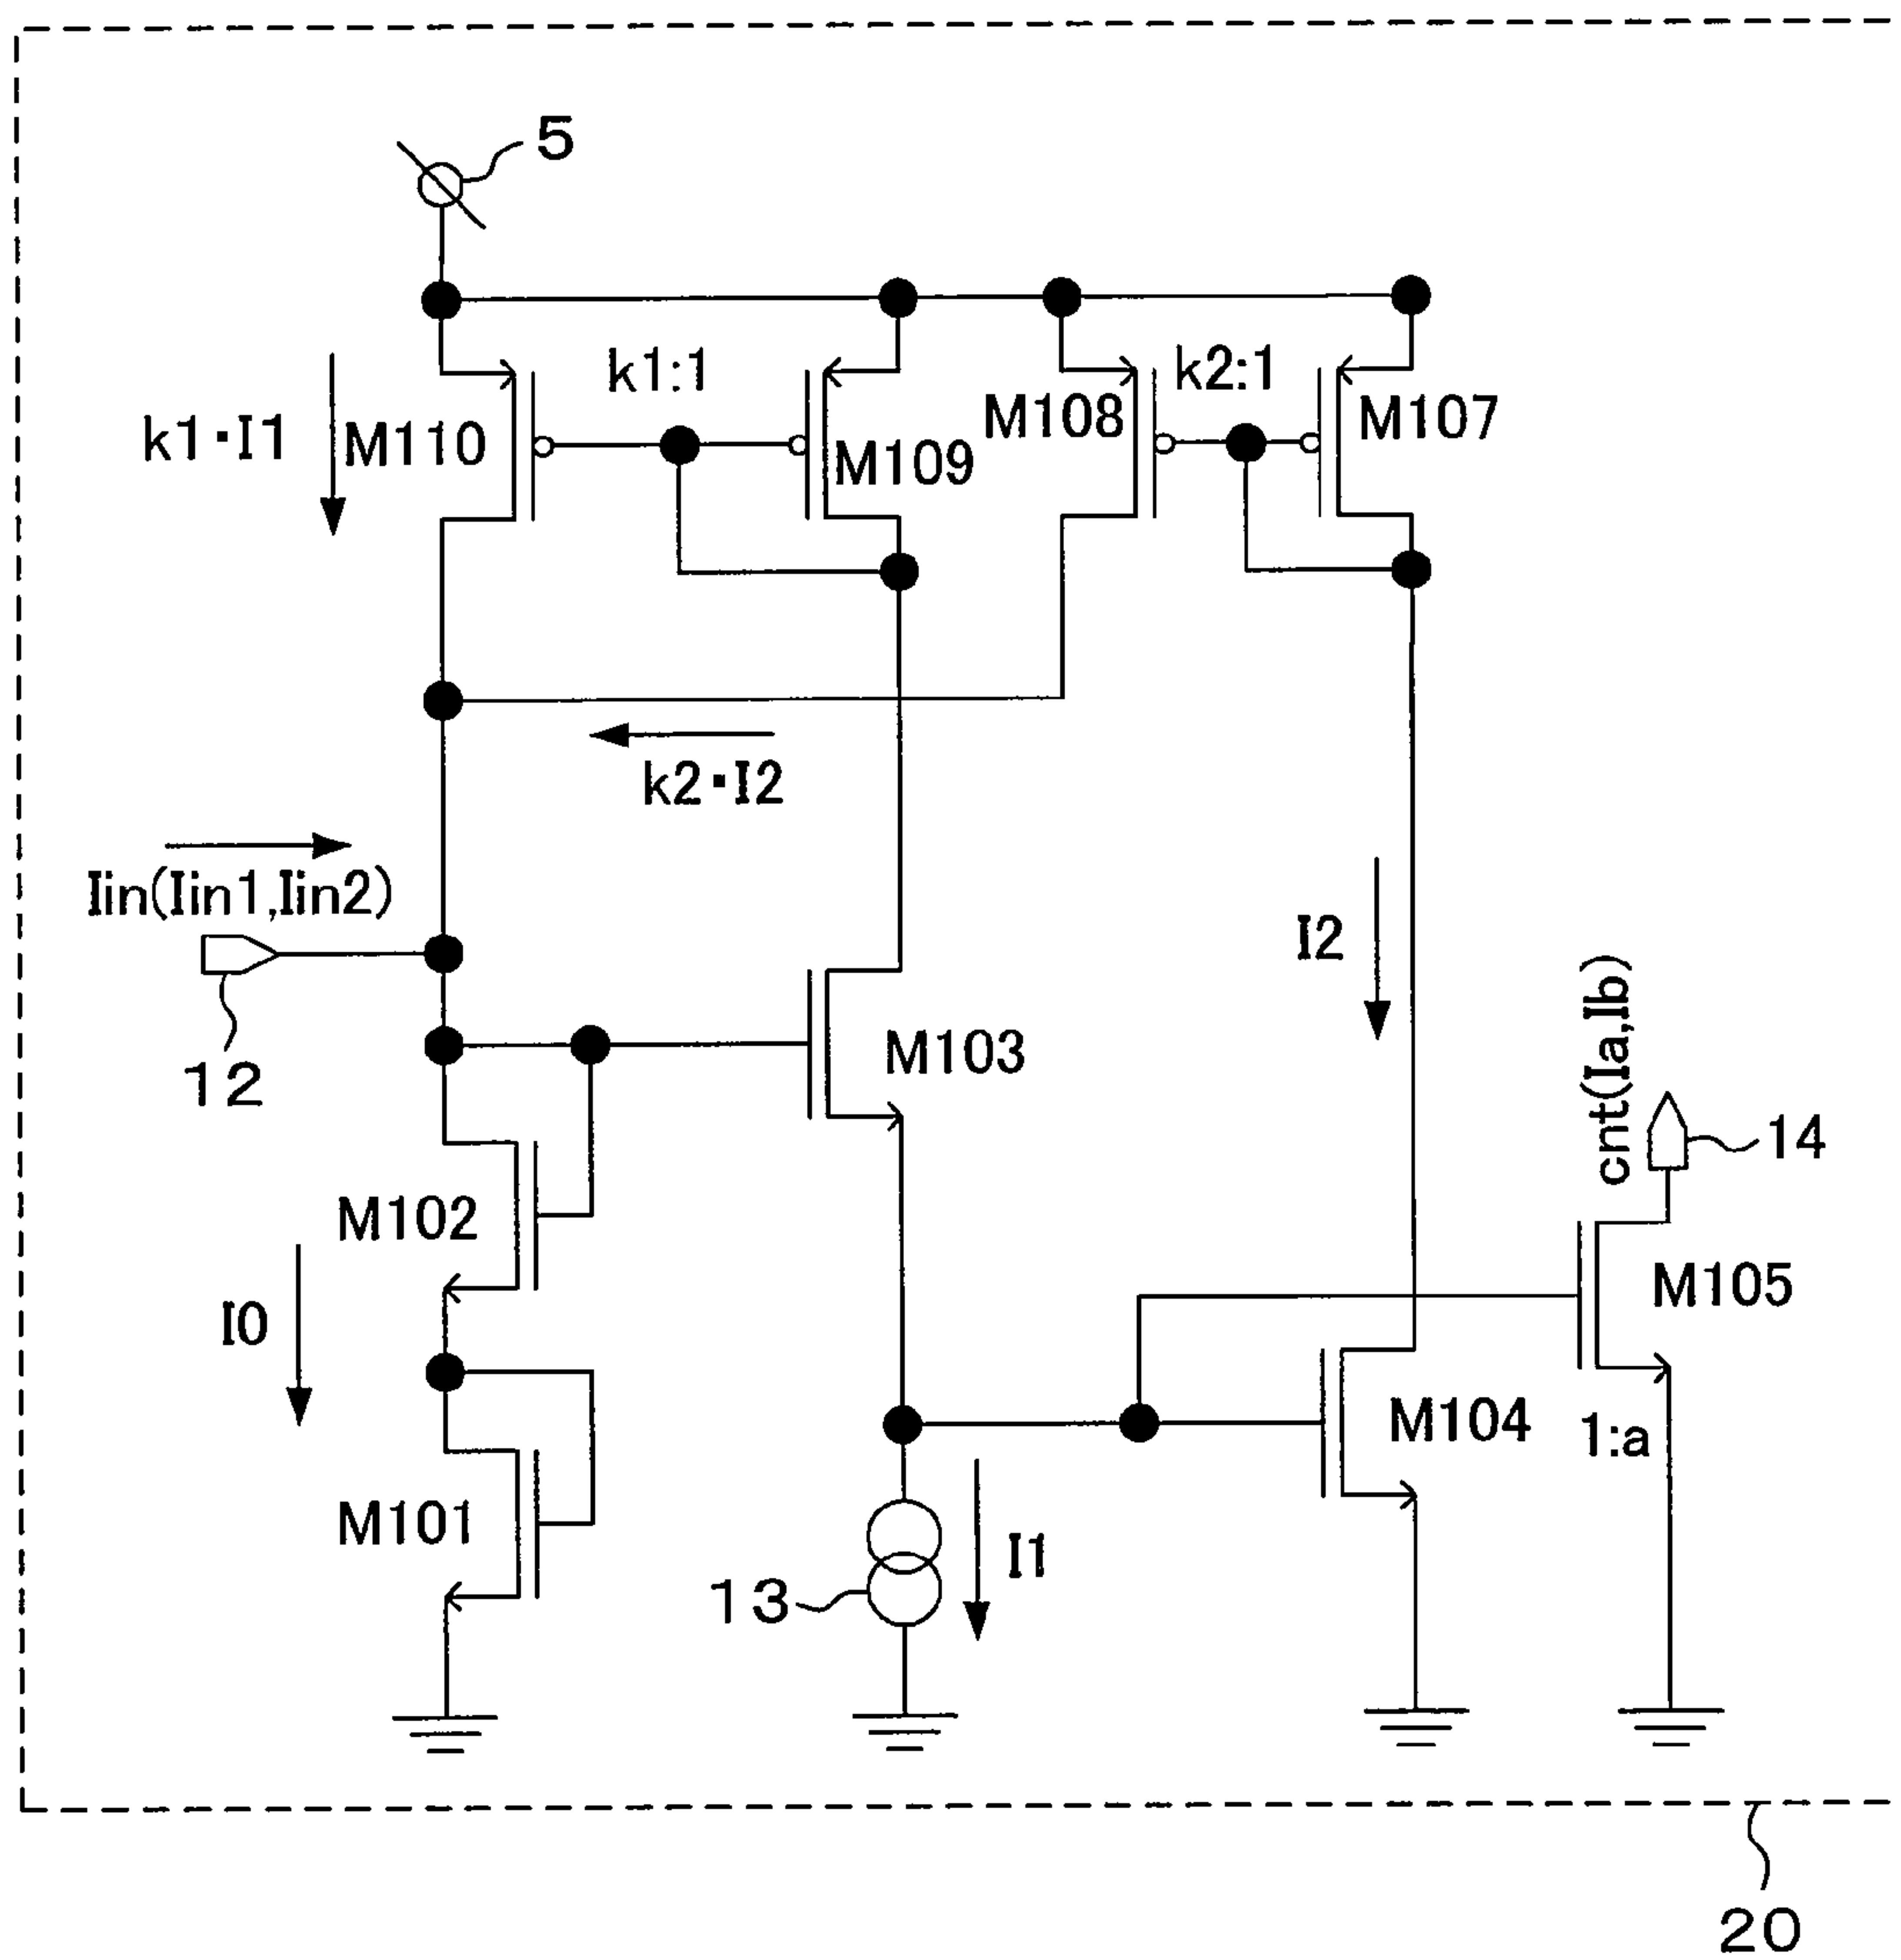 5
k1:1
k2:1
k1·I1
M110
M109
M108
M107
k2·I2
Iin(Iin1,Iin2)
12
M103
I2
cnt(Ia,Ib)
14
M102
I0
M105
M104
1:a
M101
13
I1
20